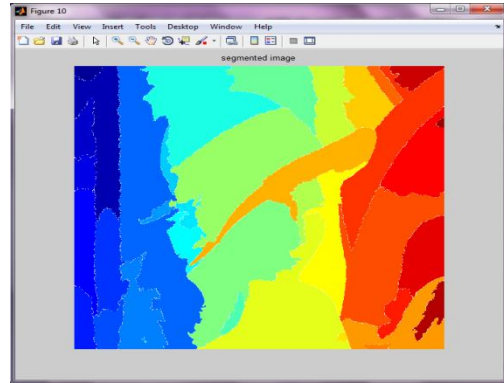 Figure 10
File Edit View Insert Tools Desktop Window Help
segmented image